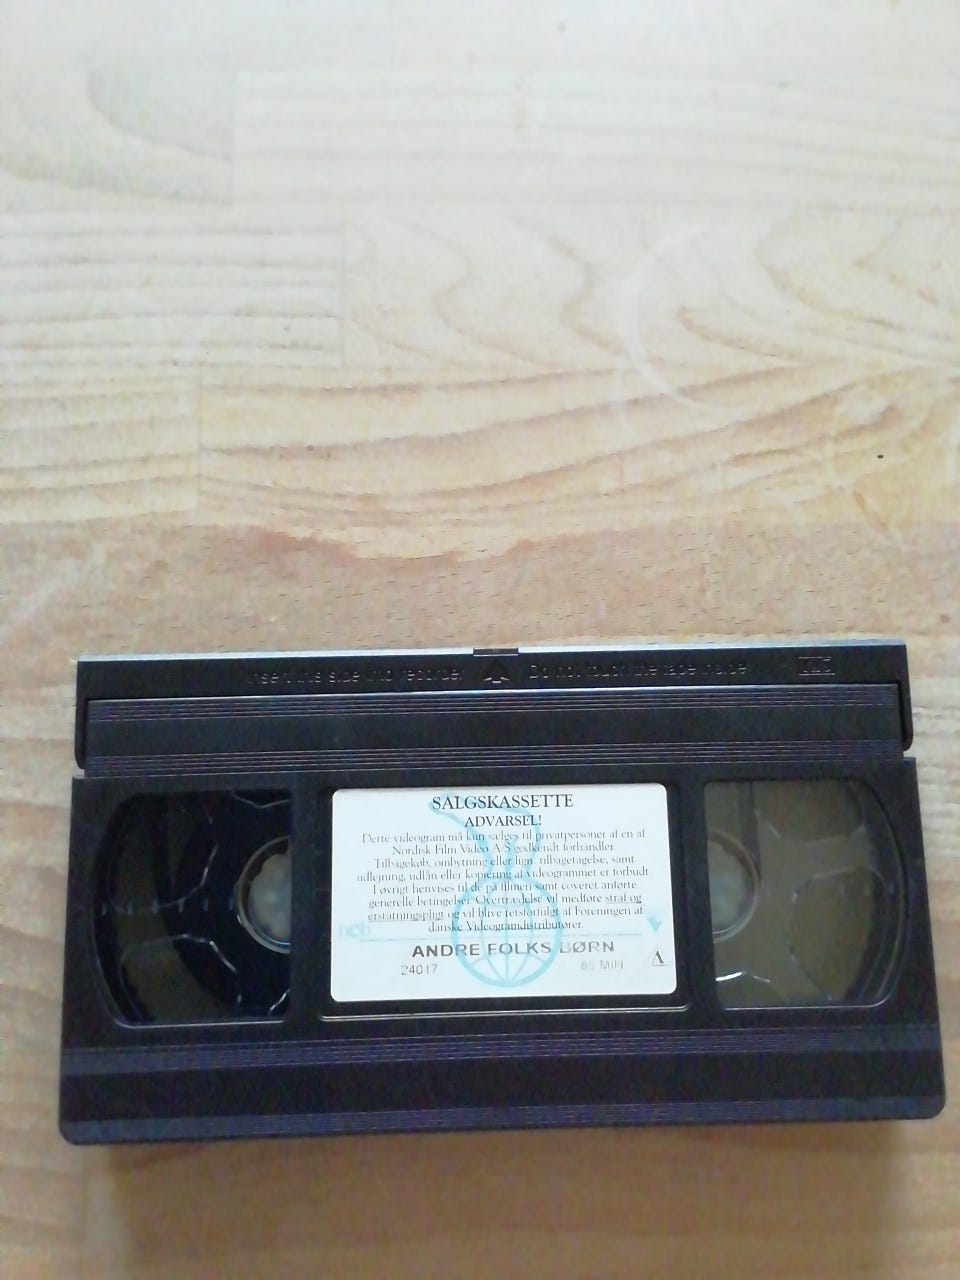 Insert this side into recorder Do not touch the tape inside VHS
SALGSKASSETTE
ADVARSEL!
Dette videogram må kun sælges til privatpersoner af en af
Nordisk Film Video A/S godkendt forhandler.
Tilbagekøb, ombytning eller lign. tilbagetagelse, samt
udlejning, udlån eller kopiering af videogrammet er forbudt
I øvrigt henvises til de på filmen samt coveret anførte
generelle betingelser. Overtrædelse vil medføre straf og
erstatningspligt og vil blive retsforfulgt af Foreningen af
danske Videogramdistributører.
ANDRE FOLKS BØRN
24017 MIN A